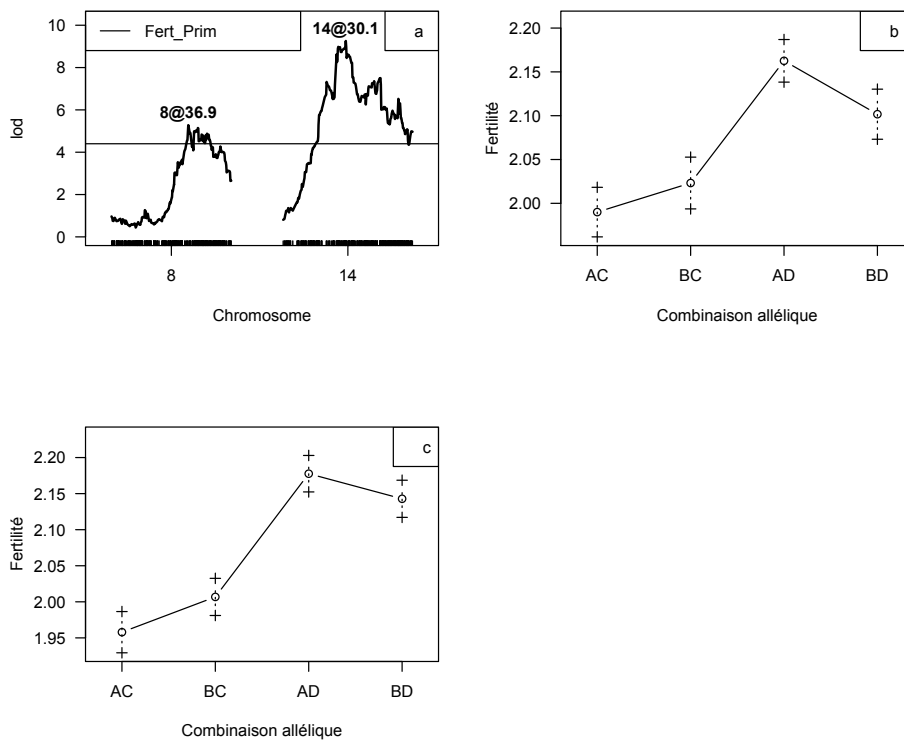 Fert_Prim
14@30.1
a
8@36.9
lod
10
8
6
4
2
0
8
14
Chromosome
b
Fertilité
2.15
2.10
2.05
2.00
AC
BC
AD
BD
Combinaison allélique
c
Fertilité
2.20
2.15
2.10
2.05
2.00
1.95
AC
BC
AD
BD
Combinaison allélique